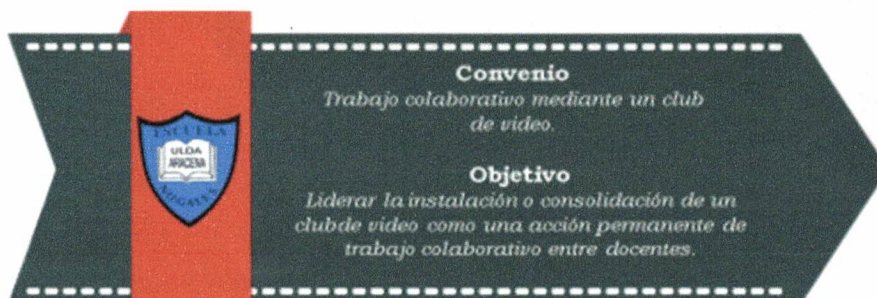 Convenio
Trabajo colaborativo mediante un club
de video.
Objetivo
Liderar la instalación o consolidación de un
clubde video como una acción permanente de
trabajo colaborativo entre docentes.
ESCUELA
ULDA
ARACENA
NOGALES